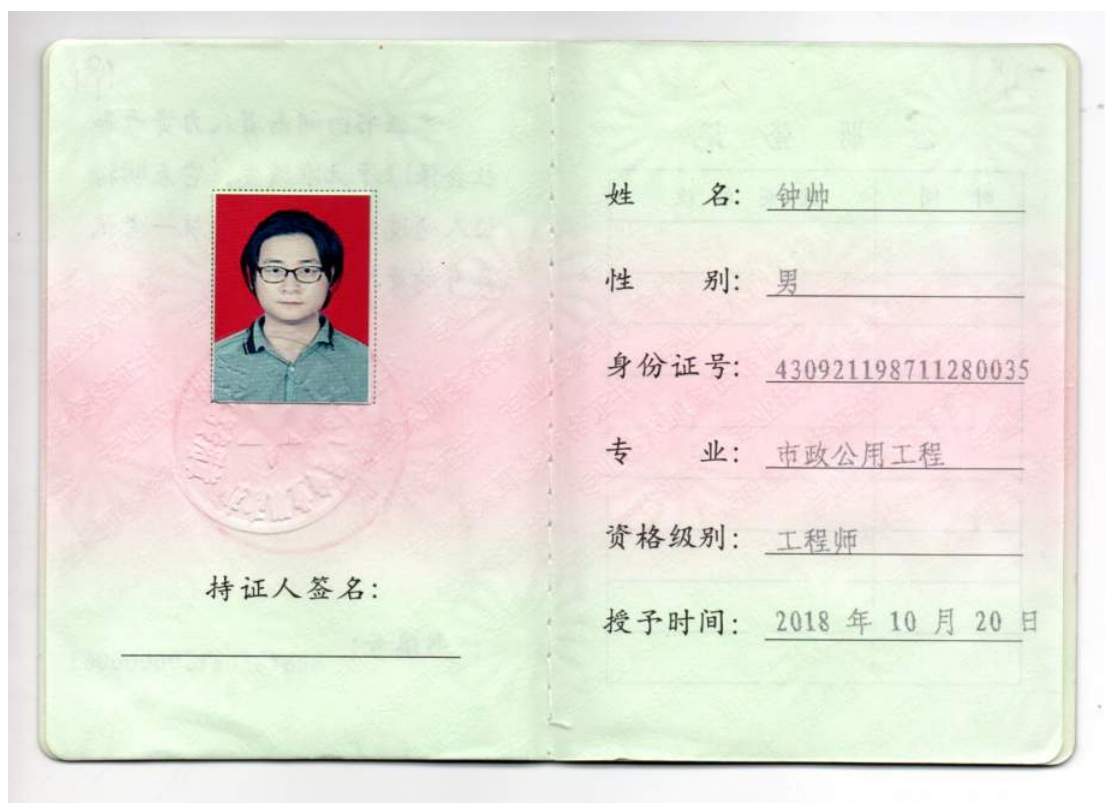 持证人签名:
姓 名: 钟帅
性 别: 男
身份证号: 430921198711280035
专 业: 市政公用工程
资格级别: 工程师
授予时间: 2018 年 10 月 20 日